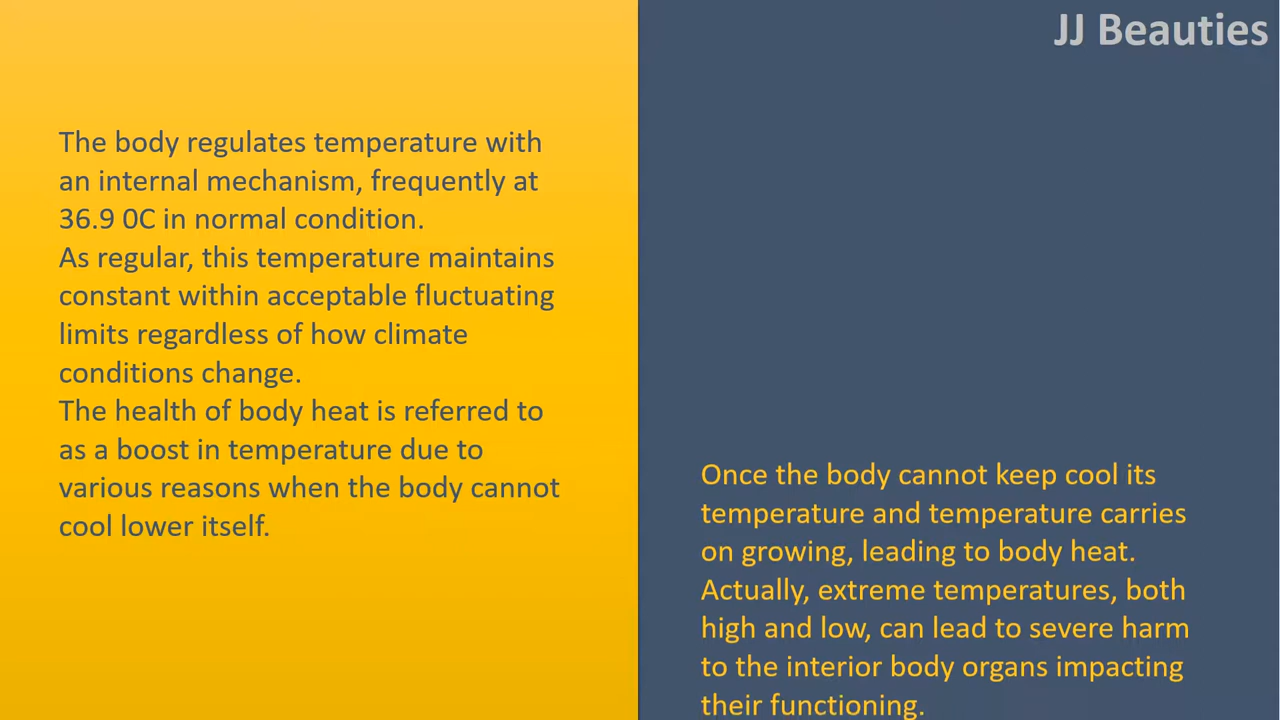 JJ Beauties
The body regulates temperature with
an internal mechanism, frequently at
36.9 0C in normal condition.
As regular, this temperature maintains
constant within acceptable fluctuating
limits regardless of how climate
conditions change.
The health of body heat is referred to
as a boost in temperature due to
various reasons when the body cannot
cool lower itself.
Once the body cannot keep cool its
temperature and temperature carries
on growing, leading to body heat.
Actually, extreme temperatures, both
high and low, can lead to severe harm
to the interior body organs impacting
their functioning.